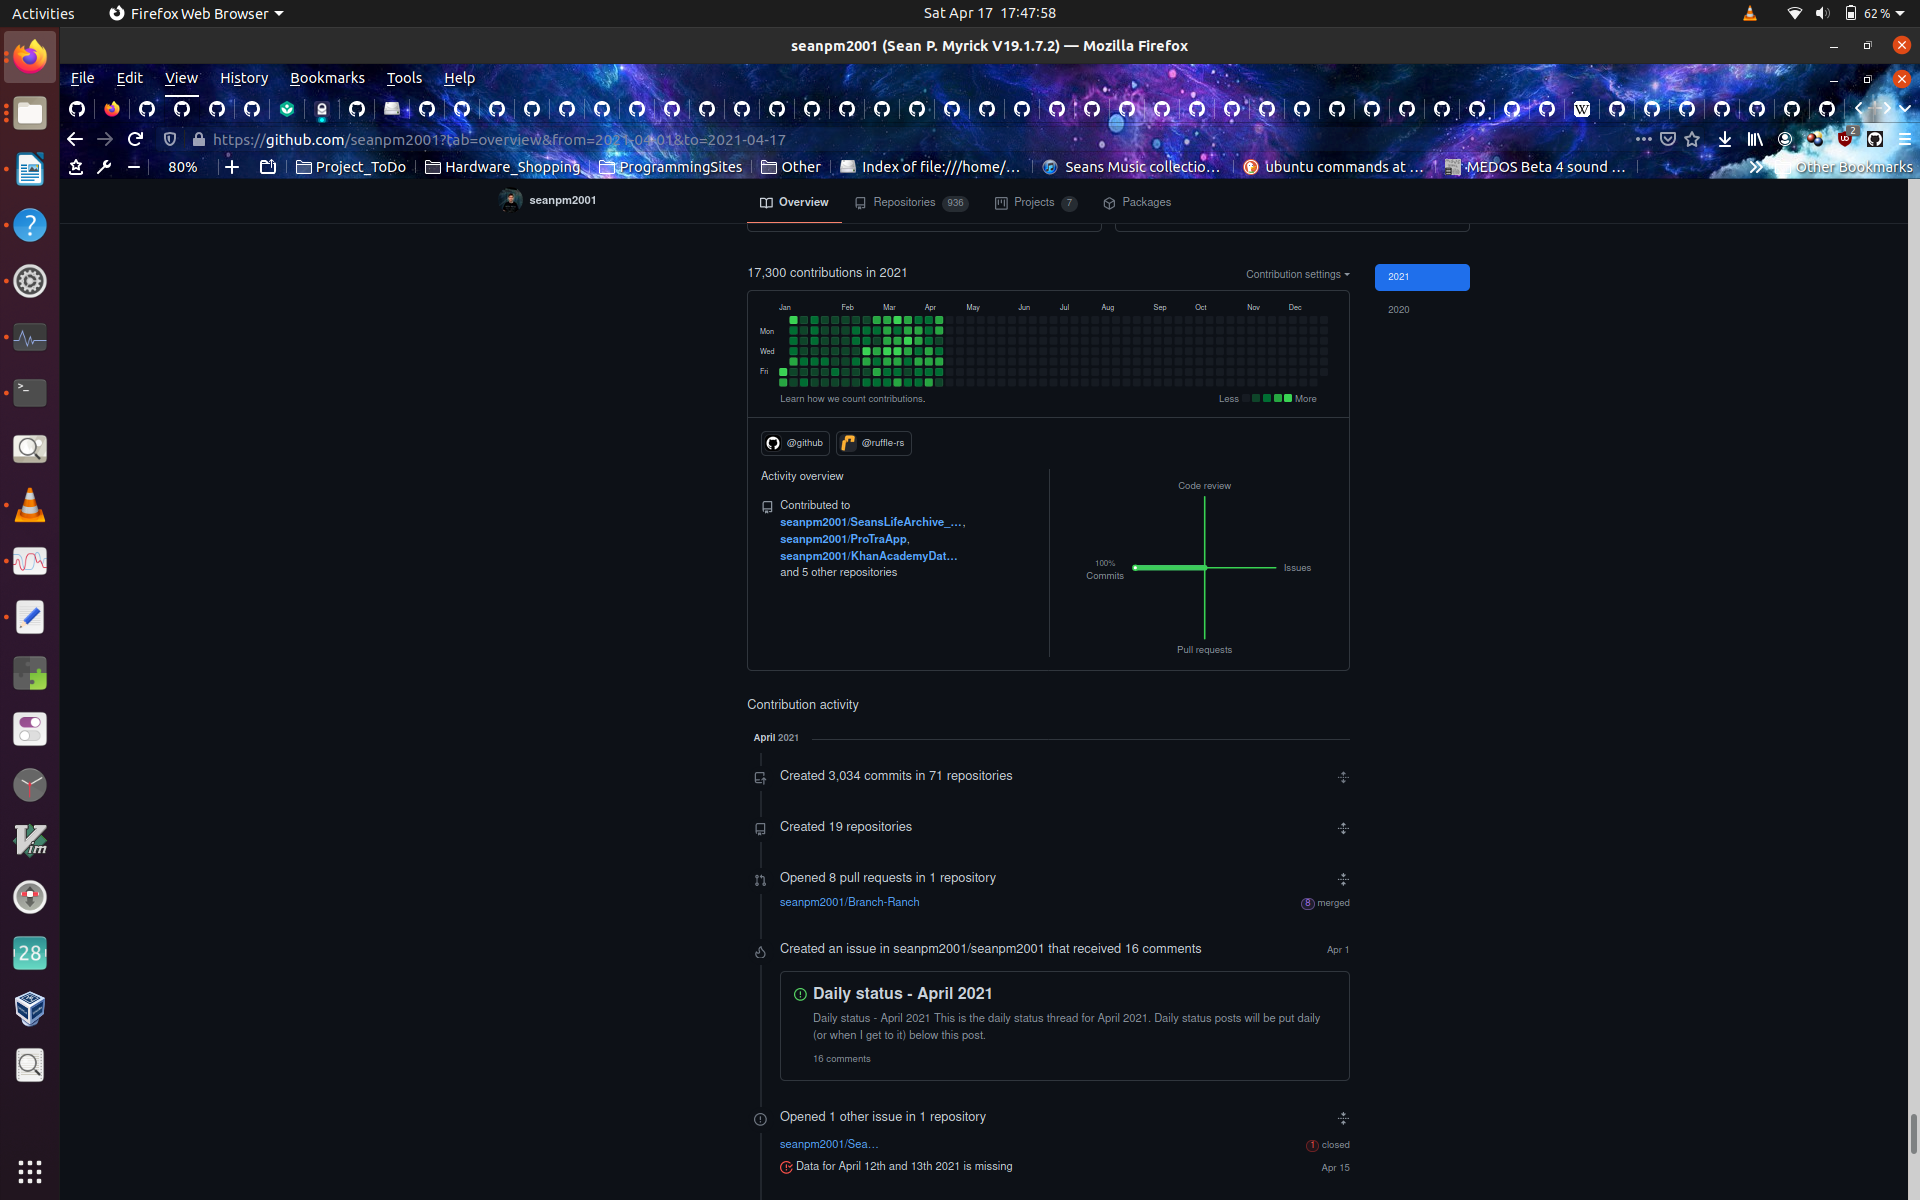 Activities
Firefox Web Browser
Sat Apr 17 17:47:58
62 %
seanpm2001 (Sean P. Myrick V19.1.7.2) — Mozilla Firefox
File Edit View History Bookmarks Tools Help
https://github.com/seanpm2001?tab=overview&from=2021-04-01&to=2021-04-17
2
80%
Project_ToDo
Hardware_Shopping
ProgrammingSites
Other
Index of file:///home/...
Seans Music collectio...
ubuntu commands at ...
MEDOS Beta 4 sound ...
Other Bookmarks
seanpm2001
Overview
Repositories 936
Projects 7
Packages
17,300 contributions in 2021
Contribution settings
2021
2020
Jan Feb Mar Apr May Jun Jul Aug Sep Oct Nov Dec
Mon
Wed
Fri
Learn how we count contributions.
Less More
@github
@ruffle-rs
Activity overview
Contributed to
seanpm2001/SeansLifeArchive_...,
seanpm2001/ProTraApp,
seanpm2001/KhanAcademyDat...
and 5 other repositories
Code review
100%
Commits
Issues
Pull requests
Contribution activity
April 2021
Created 3,034 commits in 71 repositories
Created 19 repositories
Opened 8 pull requests in 1 repository
seanpm2001/Branch-Ranch
8 merged
Created an issue in seanpm2001/seanpm2001 that received 16 comments
Apr 1
Daily status - April 2021
Daily status - April 2021 This is the daily status thread for April 2021. Daily status posts will be put daily
(or when I get to it) below this post.
16 comments
Opened 1 other issue in 1 repository
seanpm2001/Sea...
1 closed
Data for April 12th and 13th 2021 is missing
Apr 15
28
Vim